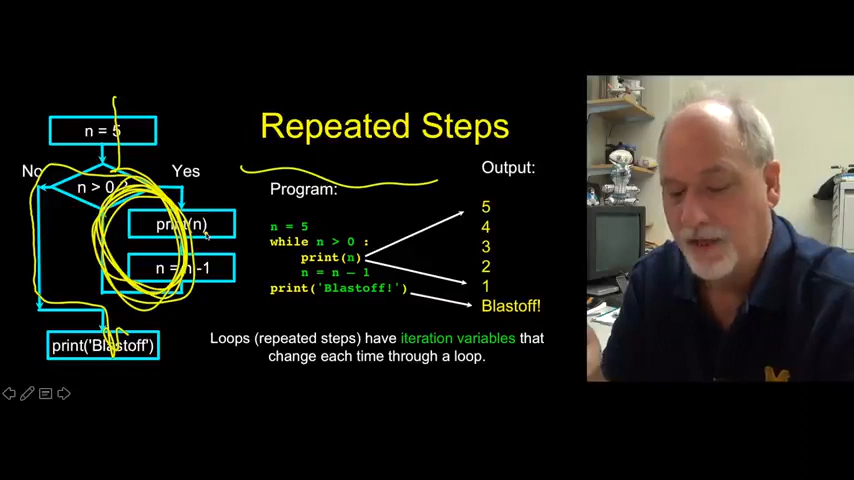 Repeated Steps
n = 5
No
Yes
n > 0 ?
print(n)
n = n -1
print('Blastoff')
Program:
n = 5
while n > 0 :
print(n)
n = n – 1
print('Blastoff!')
Output:
5
4
3
2
1
Blastoff!
Loops (repeated steps) have iteration variables that
change each time through a loop.